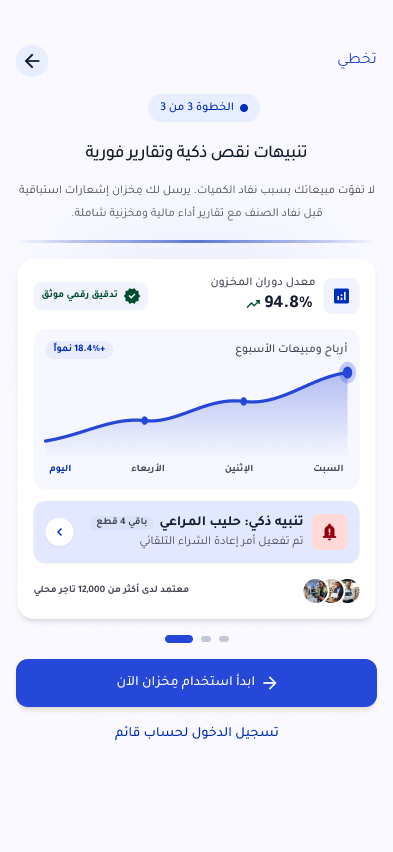 تخطي
الخطوة 3 من 3
تنبيهات نقص ذكية وتقارير فورية
لا تفوّت مبيعاتك بسبب نفاد الكميات. يرسل لك مِخزان إشعارات استباقية
قبل نفاد الصنف مع تقارير أداء مالية ومخزنية شاملة.
معدل دوران المخزون
94.8%
تدقيق رقمي موثق
أرباح ومبيعات الأسبوع
+18.4% نمواً
السبت
الإثنين
الأربعاء
اليوم
تنبيه ذكي: حليب المراعي
باقي 4 قطع
تم تفعيل أمر إعادة الشراء التلقائي
معتمد لدى أكثر من 12,000 تاجر محلي
ابدأ استخدام مِخزان الآن
تسجيل الدخول لحساب قائم